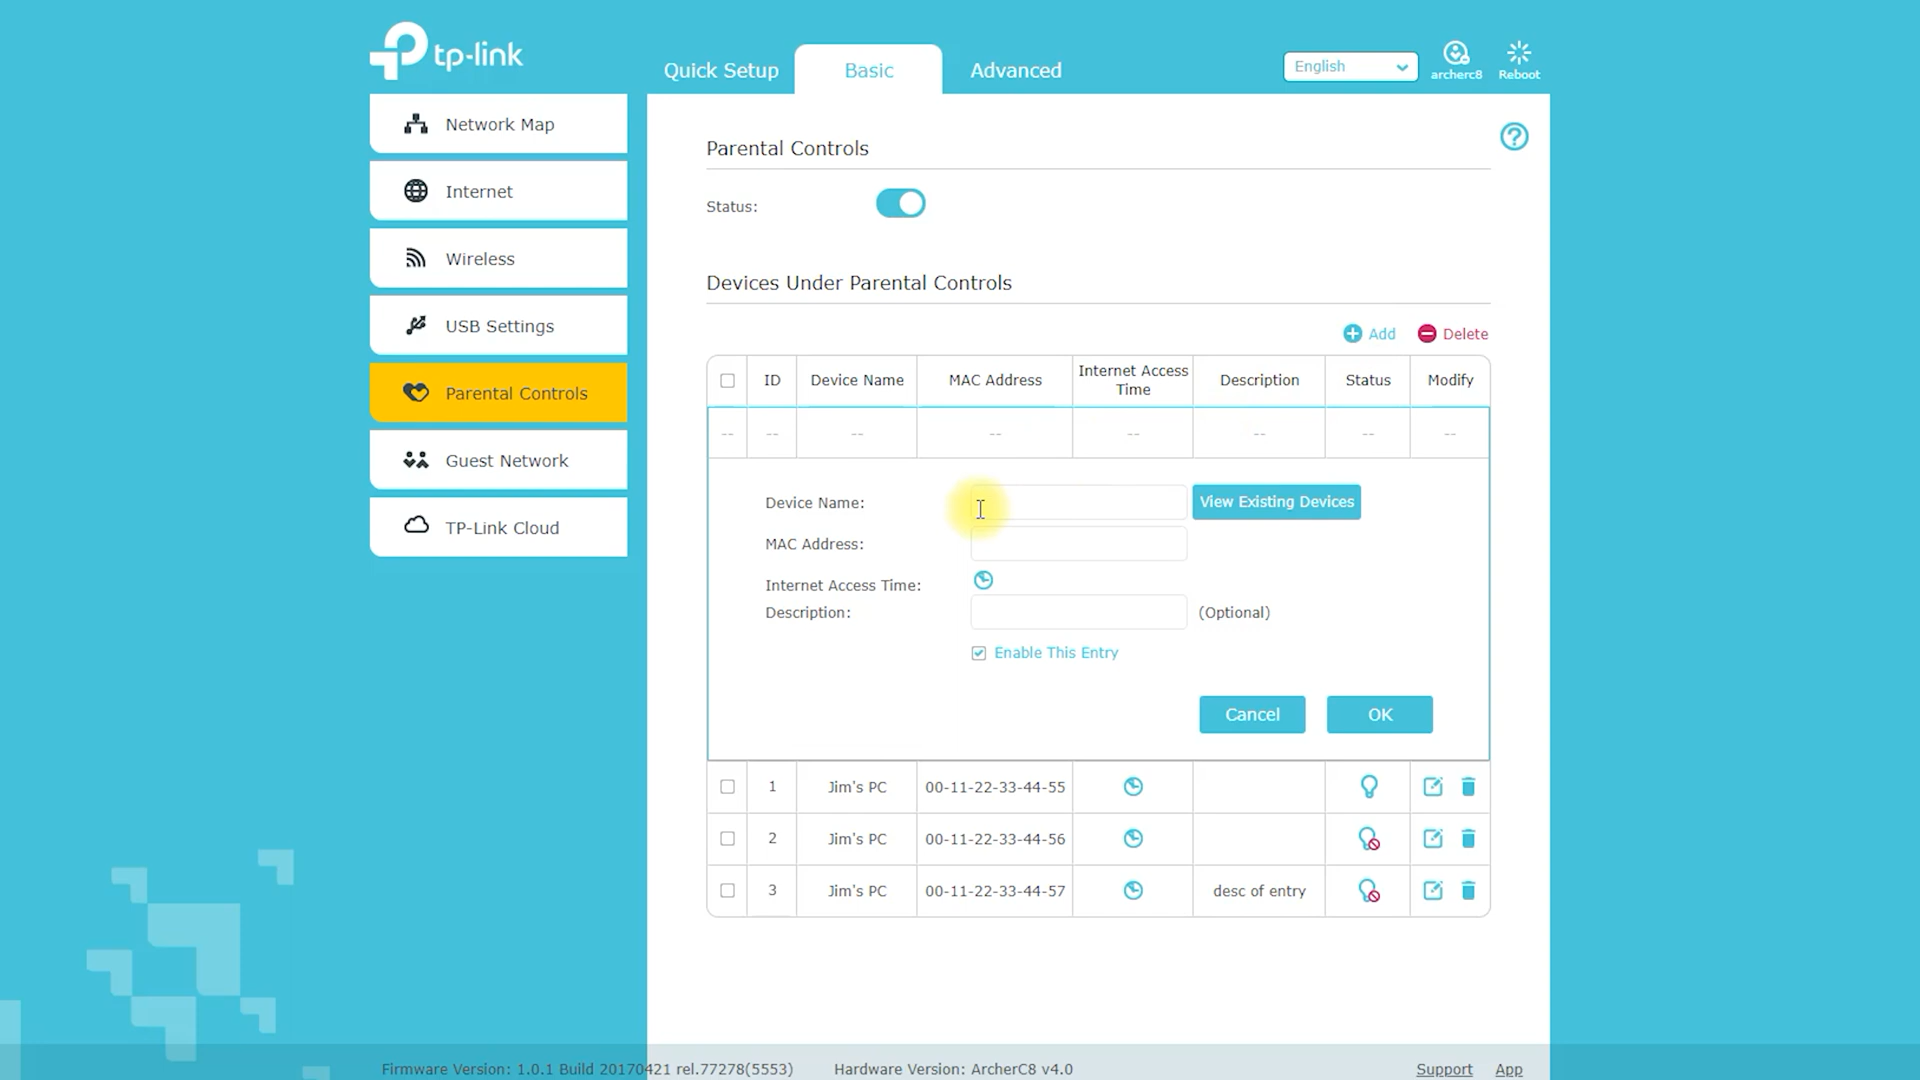 tp-link
Quick Setup
Basic
Advanced
English
archerc8
Reboot
Network Map
Internet
Wireless
USB Settings
Parental Controls
Guest Network
TP-Link Cloud
Parental Controls
Status:
Devices Under Parental Controls
Add
Delete
ID Device Name MAC Address Internet Access Time Description Status Modify
-- -- -- -- -- -- -- --
Device Name:
View Existing Devices
MAC Address:
Internet Access Time:
Description:
(Optional)
Enable This Entry
Cancel
OK
1 Jim's PC 00-11-22-33-44-55
2 Jim's PC 00-11-22-33-44-56
3 Jim's PC 00-11-22-33-44-57 desc of entry
Firmware Version: 1.0.1 Build 20170421 rel.77278(5553)
Hardware Version: ArcherC8 v4.0
Support
App